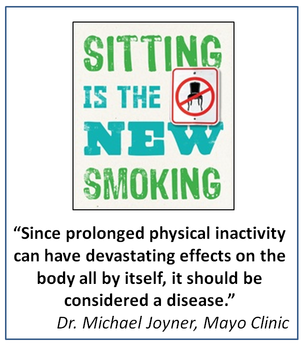 SITTING
IS THE
NEW
SMOKING
“Since prolonged physical inactivity
can have devastating effects on the
body all by itself, it should be
considered a disease.”
Dr. Michael Joyner, Mayo Clinic